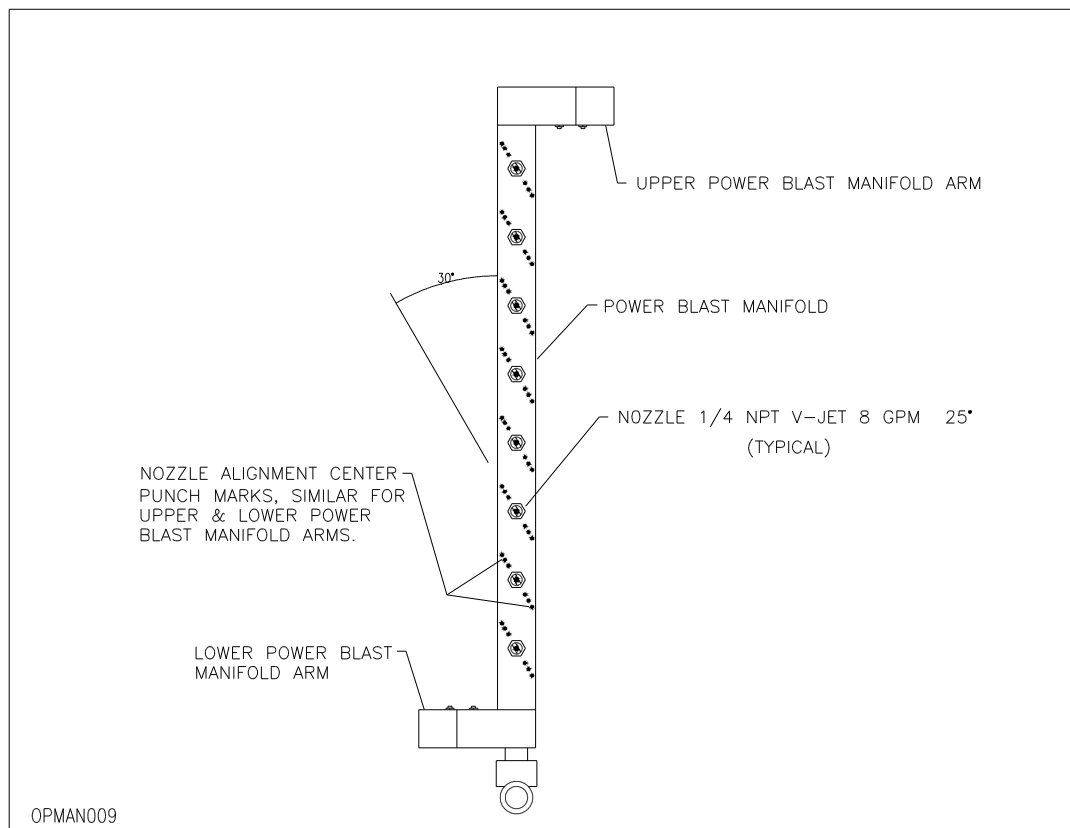 UPPER POWER BLAST MANIFOLD ARM
30°
POWER BLAST MANIFOLD
NOZZLE 1/4 NPT V-JET 8 GPM 25°
(TYPICAL)
NOZZLE ALIGNMENT CENTER
PUNCH MARKS, SIMILAR FOR
UPPER & LOWER POWER
BLAST MANIFOLD ARMS.
LOWER POWER BLAST
MANIFOLD ARM
OPMAN009